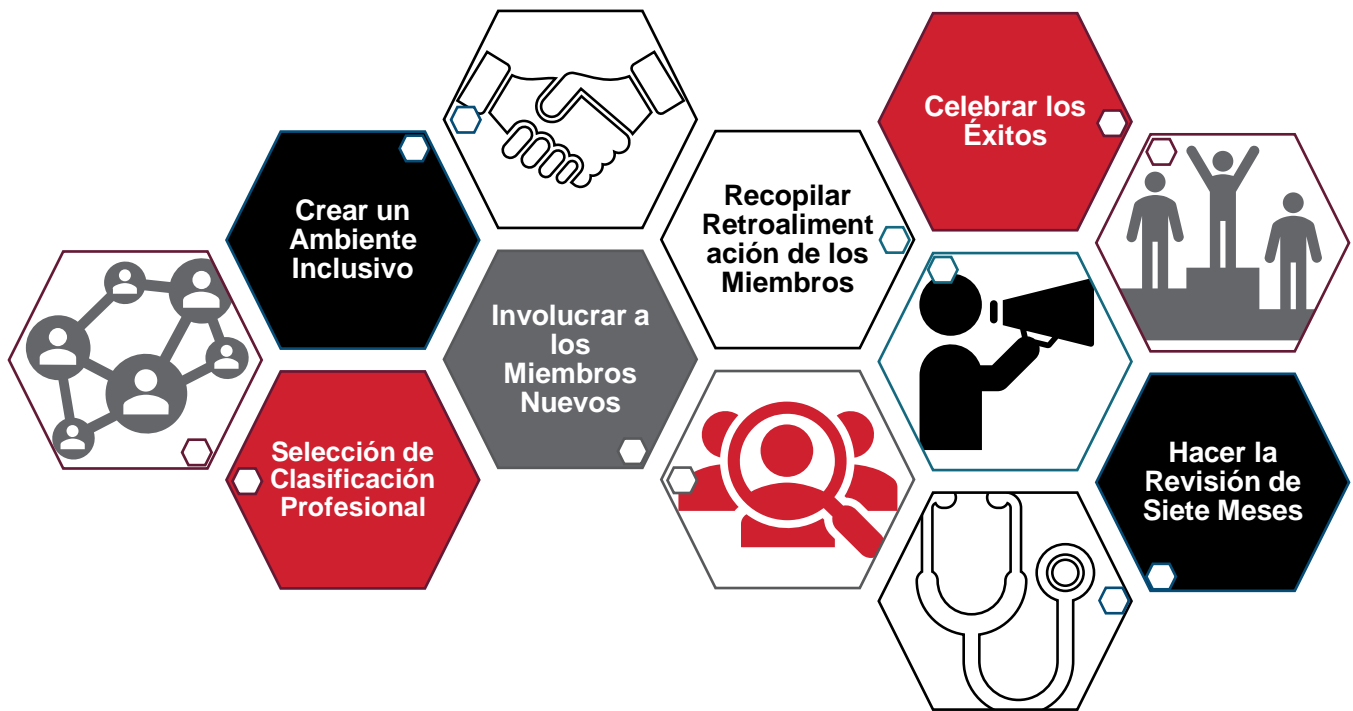 Crear un
Ambiente
Inclusivo
Selección de
Clasificación
Profesional
Involucrar a
los
Miembros
Nuevos
Recopilar
Retroaliment
ación de los
Miembros
Celebrar los
Éxitos
Hacer la
Revisión de
Siete Meses